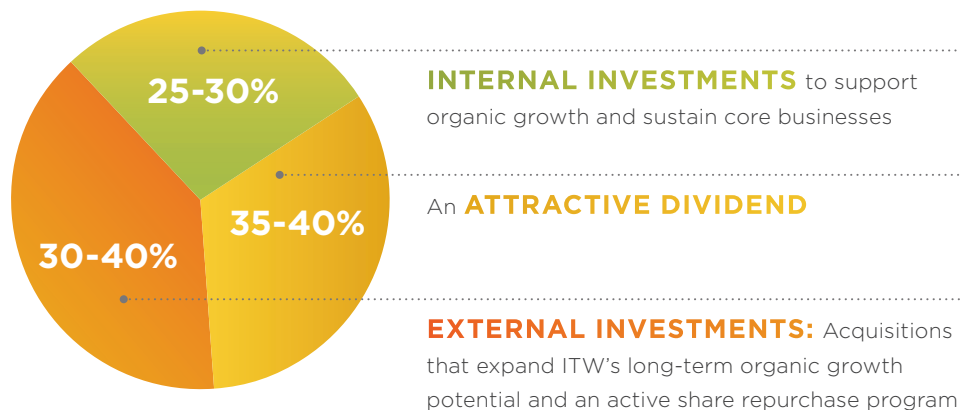 25-30%
INTERNAL INVESTMENTS to support
organic growth and sustain core businesses
35-40%
An ATTRACTIVE DIVIDEND
30-40%
EXTERNAL INVESTMENTS: Acquisitions
that expand ITW’s long-term organic growth
potential and an active share repurchase program